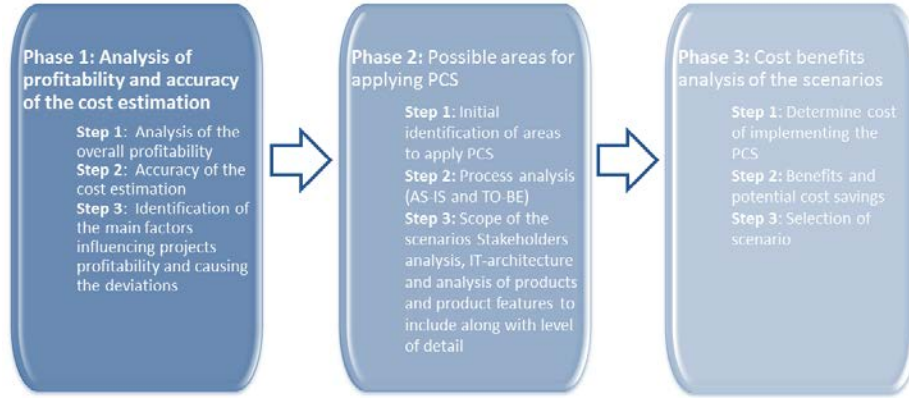 Phase 1: Analysis of
profitability and accuracy
of the cost estimation
Step 1: Analysis of the
overall profitability
Step 2: Accuracy of the
cost estimation
Step 3: Identification of
the main factors
influencing projects
profitability and causing
the deviations
Phase 2: Possible areas for
applying PCS
Step 1: Initial
identification of areas
to apply PCS
Step 2: Process analysis
(AS-IS and TO-BE)
Step 3: Scope of the
scenarios Stakeholders
analysis, IT-architecture
and analysis of products
and product features to
include along with level
of detail
Phase 3: Cost benefits
analysis of the scenarios
Step 1: Determine cost
of implementing the
PCS
Step 2: Benefits and
potential cost savings
Step 3: Selection of
scenario